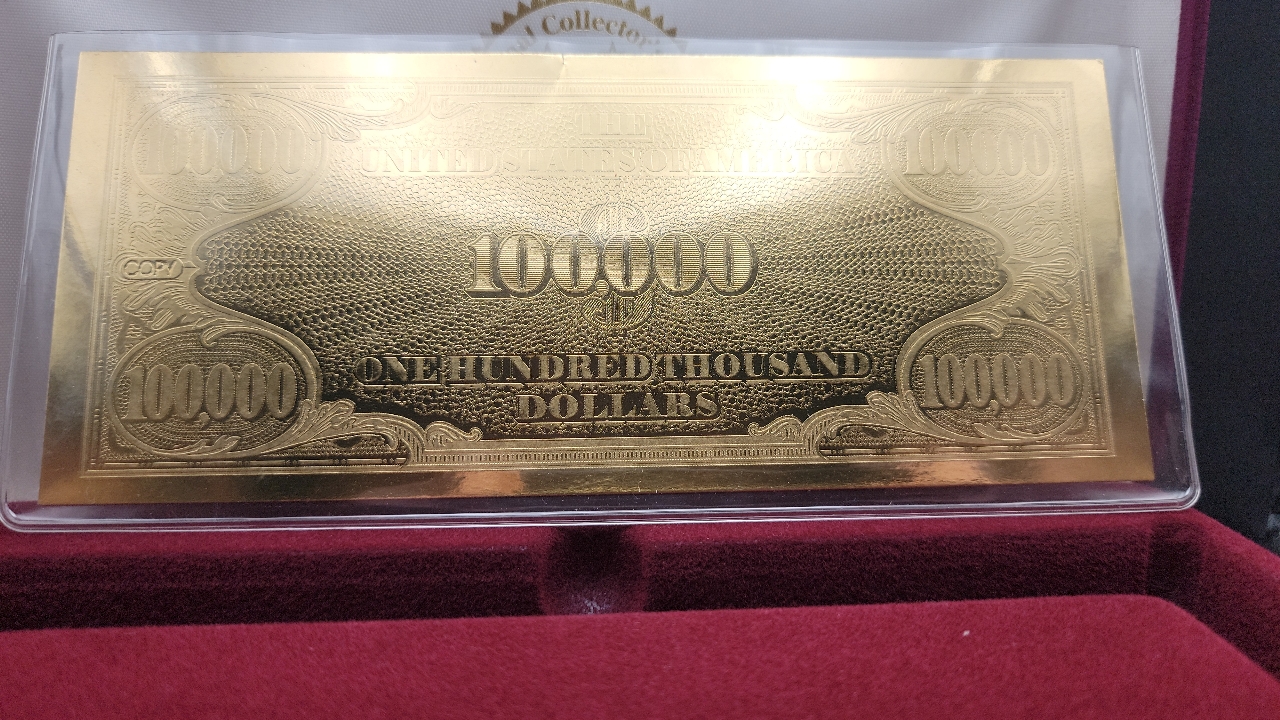 nal Collector
100,000
THE
100,000
UNITED STATES OF AMERICA
100,000
COPY
ONE HUNDRED THOUSAND
100,000
100,000
DOLLARS